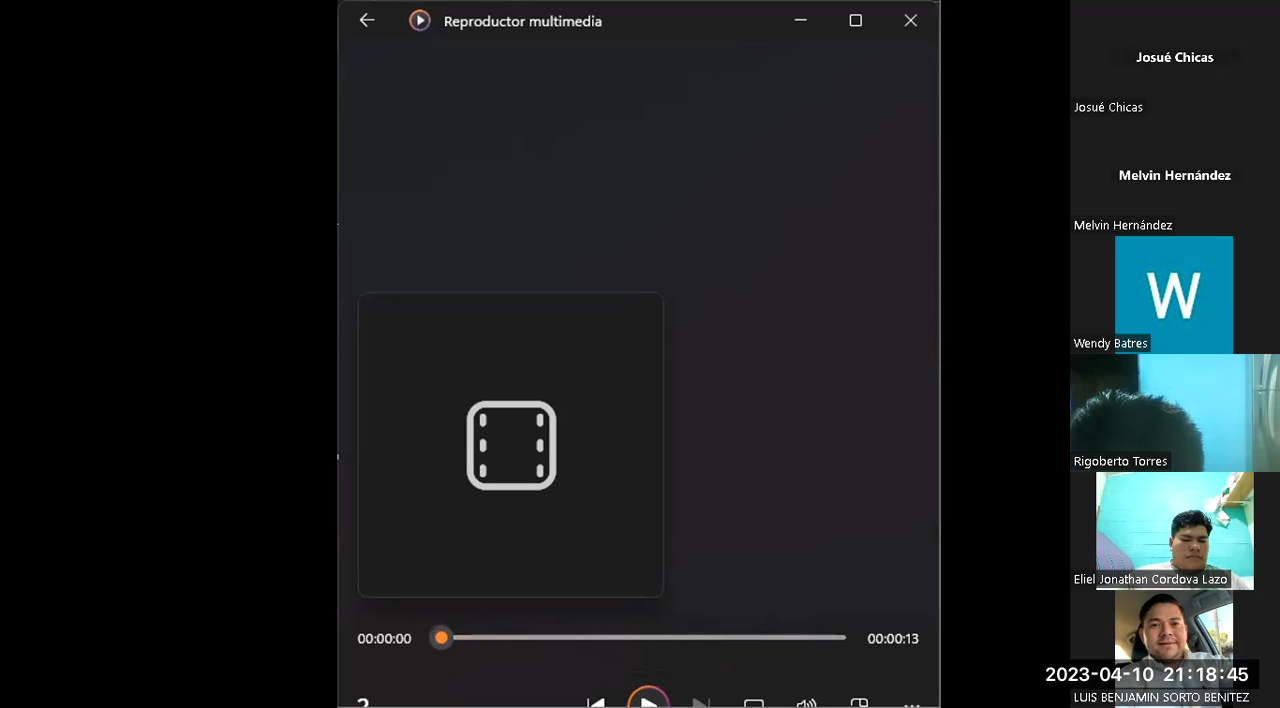 Reproductor multimedia
00:00:00
00:00:13
Josué Chicas
Josué Chicas
Melvin Hernández
Melvin Hernández
W
Wendy Batres
Rigoberto Torres
Eliel Jonathan Cordova Lazo
2023-04-10 21:18:45
LUIS BENJAMIN SORTO BENITEZ